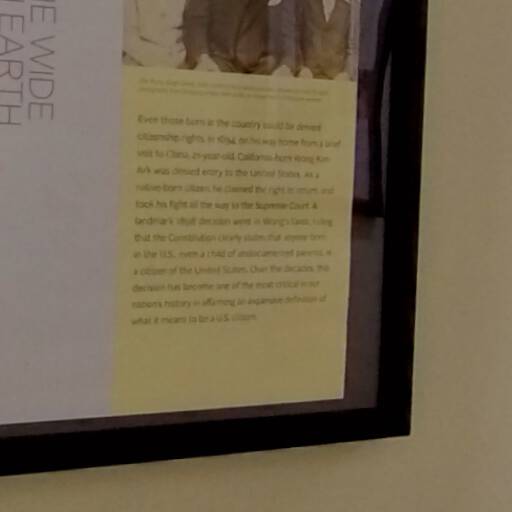 E WIDE
EARTH
Even those born in the country could be denied
citizenship rights. In 1894, on his way home from a brief
visit to China, 21-year-old, California-born Wong Kim
Ark was denied entry to the United States. As a
native-born citizen, he claimed the right to return, and
took his fight all the way to the Supreme Court. A
landmark 1898 decision went in Wong's favor, ruling
that the Constitution clearly states that anyone born
in the U.S., even a child of undocumented parents, is
a citizen of the United States. Over the decades, this
decision has become one of the most critical in our
nation's history in affirming an expansive definition of
what it means to be a U.S. citizen.